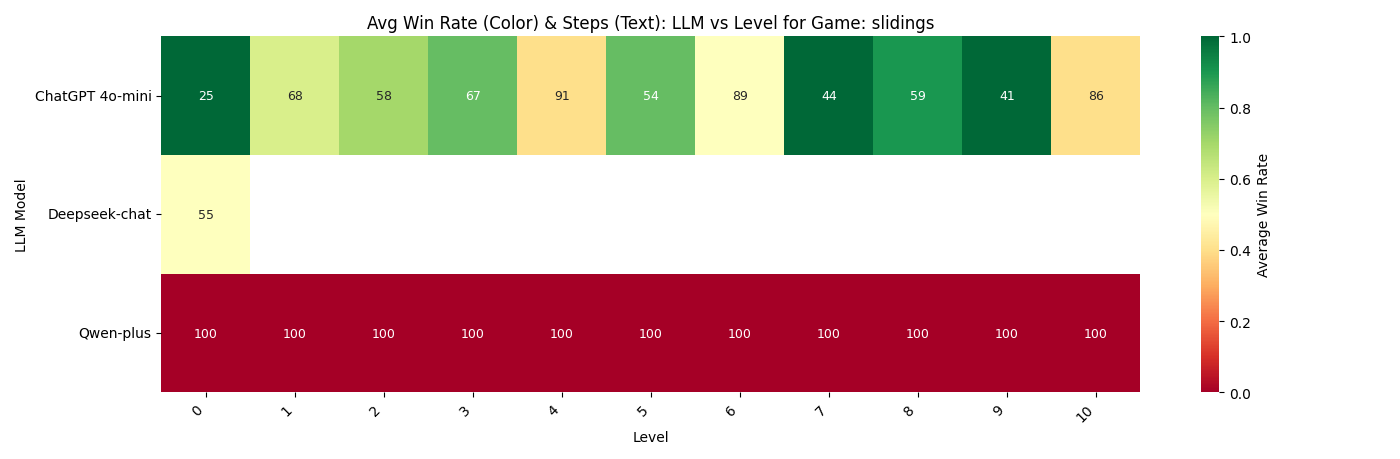 Avg Win Rate (Color) & Steps (Text): LLM vs Level for Game: slidings
LLM Model
ChatGPT 4o-mini
25 68 58 67 91 54 89 44 59 41 86
Deepseek-chat
55
Qwen-plus
100 100 100 100 100 100 100 100 100 100 100
0 1 2 3 4 5 6 7 8 9 10
Level
1.0
0.8
0.6
0.4
0.2
0.0
Average Win Rate